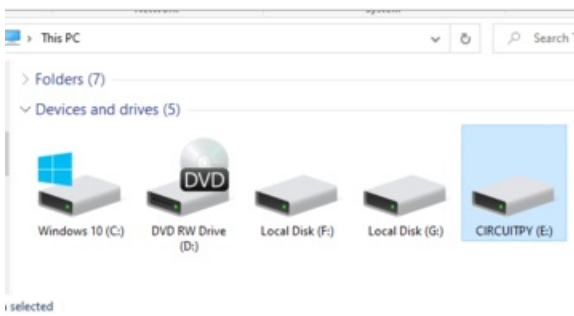 This PC
Search
Folders (7)
Devices and drives (5)
DVD
Windows 10 (C:)
DVD RW Drive
(D:)
Local Disk (F:)
Local Disk (G:)
CIRCUITPY (E:)
selected